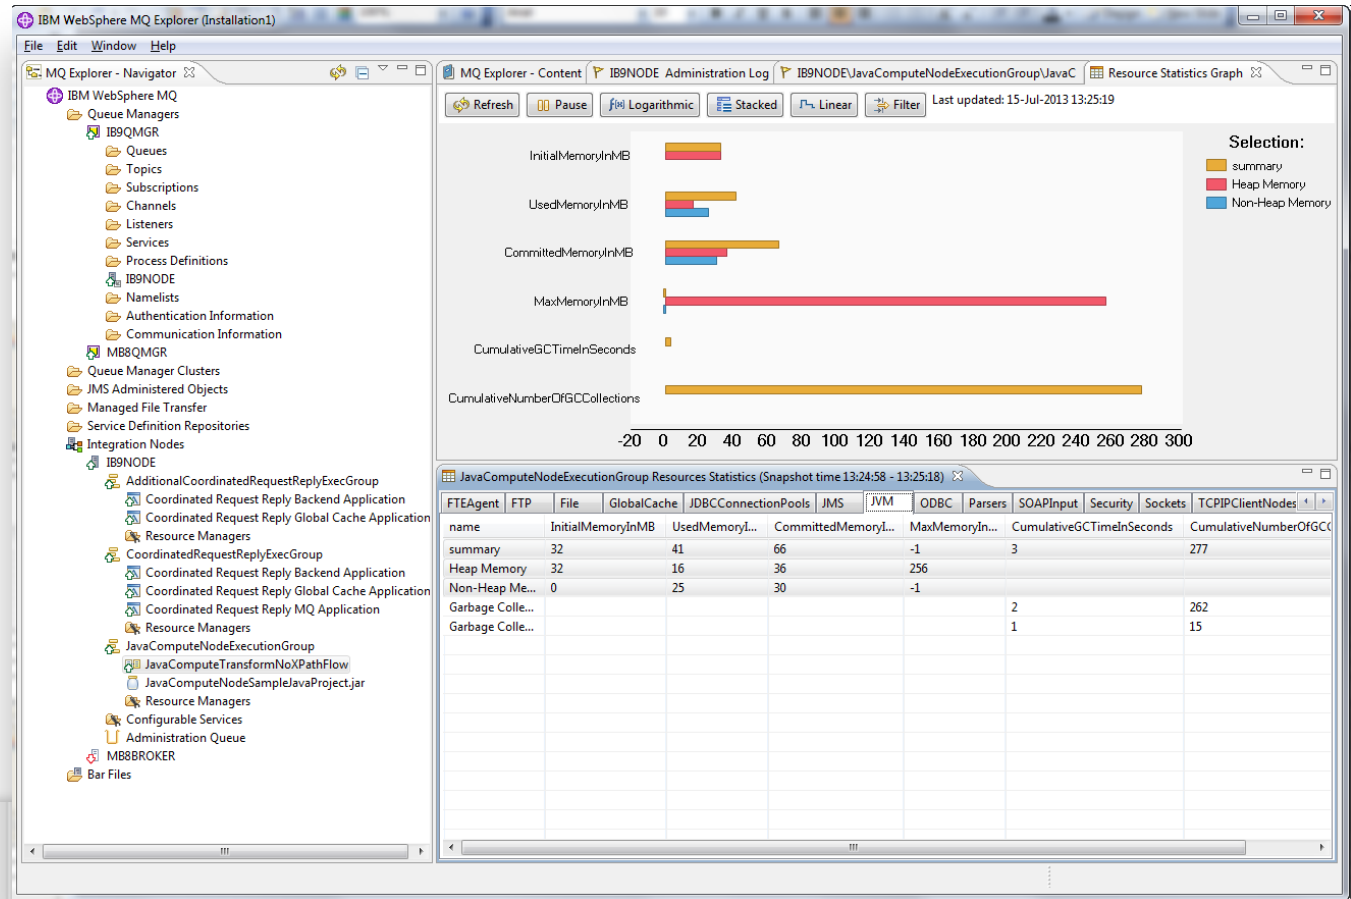 IBM WebSphere MQ Explorer (Installation1)
File Edit Window Help
MQ Explorer - Navigator
IBM WebSphere MQ
Queue Managers
IB9QMGR
Queues
Topics
Subscriptions
Channels
Listeners
Services
Process Definitions
IB9NODE
Namelists
Authentication Information
Communication Information
MB8QMGR
Queue Manager Clusters
JMS Administered Objects
Managed File Transfer
Service Definition Repositories
Integration Nodes
IB9NODE
AdditionalCoordinatedRequestReplyExecGroup
Coordinated Request Reply Backend Application
Coordinated Request Reply Global Cache Application
Resource Managers
CoordinatedRequestReplyExecGroup
Coordinated Request Reply Backend Application
Coordinated Request Reply Global Cache Application
Coordinated Request Reply MQ Application
Resource Managers
JavaComputeNodeExecutionGroup
JavaComputeTransformNoXPathFlow
JavaComputeNodeSampleJavaProject.jar
Resource Managers
Configurable Services
Administration Queue
MB8BROKER
Bar Files
MQ Explorer - Content IB9NODE Administration Log IB9NODE\JavaComputeNodeExecutionGroup\JavaC Resource Statistics Graph
Refresh Pause f(x) Logarithmic Stacked Linear Filter Last updated: 15-Jul-2013 13:25:19
Selection:
summary
Heap Memory
Non-Heap Memory
InitialMemoryInMB
UsedMemoryInMB
CommittedMemoryInMB
MaxMemoryInMB
CumulativeGCTimeInSeconds
CumulativeNumberOfGCCollections
-20 0 20 40 60 80 100 120 140 160 180 200 220 240 260 280 300
JavaComputeNodeExecutionGroup Resources Statistics (Snapshot time 13:24:58 - 13:25:18)
FTEAgent FTP File GlobalCache JDBCConnectionPools JMS JVM ODBC Parsers SOAPInput Security Sockets TCPIPClientNodes
name InitialMemoryInMB UsedMemoryI... CommittedMemoryI... MaxMemoryIn... CumulativeGCTimeInSeconds CumulativeNumberOfGCC
summary 32 41 66 -1 3 277
Heap Memory 32 16 36 256
Non-Heap Me... 0 25 30 -1
Garbage Colle... 2 262
Garbage Colle... 1 15